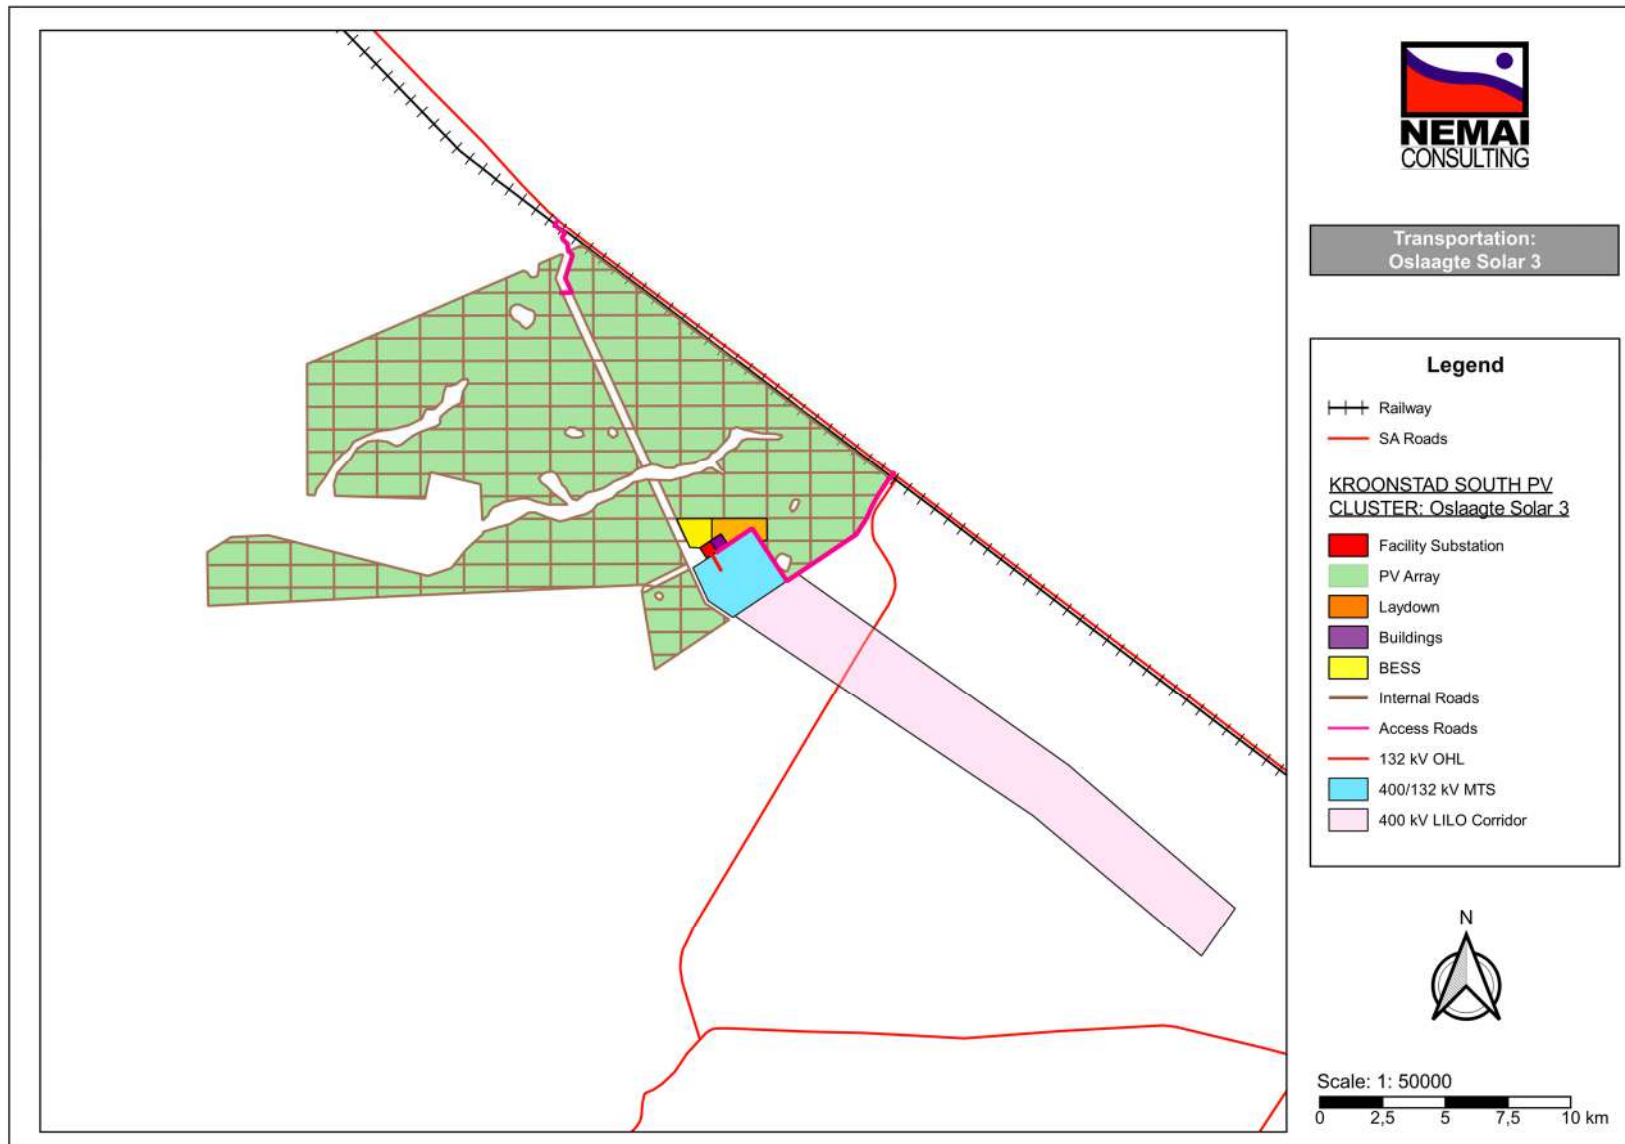 NEMAI
CONSULTING
Transportation:
Oslaagte Solar 3
Legend
Railway
SA Roads
KROONSTAD SOUTH PV
CLUSTER: Oslaagte Solar 3
Facility Substation
PV Array
Laydown
Buildings
BESS
Internal Roads
Access Roads
132 kV OHL
400/132 kV MTS
400 kV LILO Corridor
N
Scale: 1: 50000
0 2,5 5 7,5 10 km